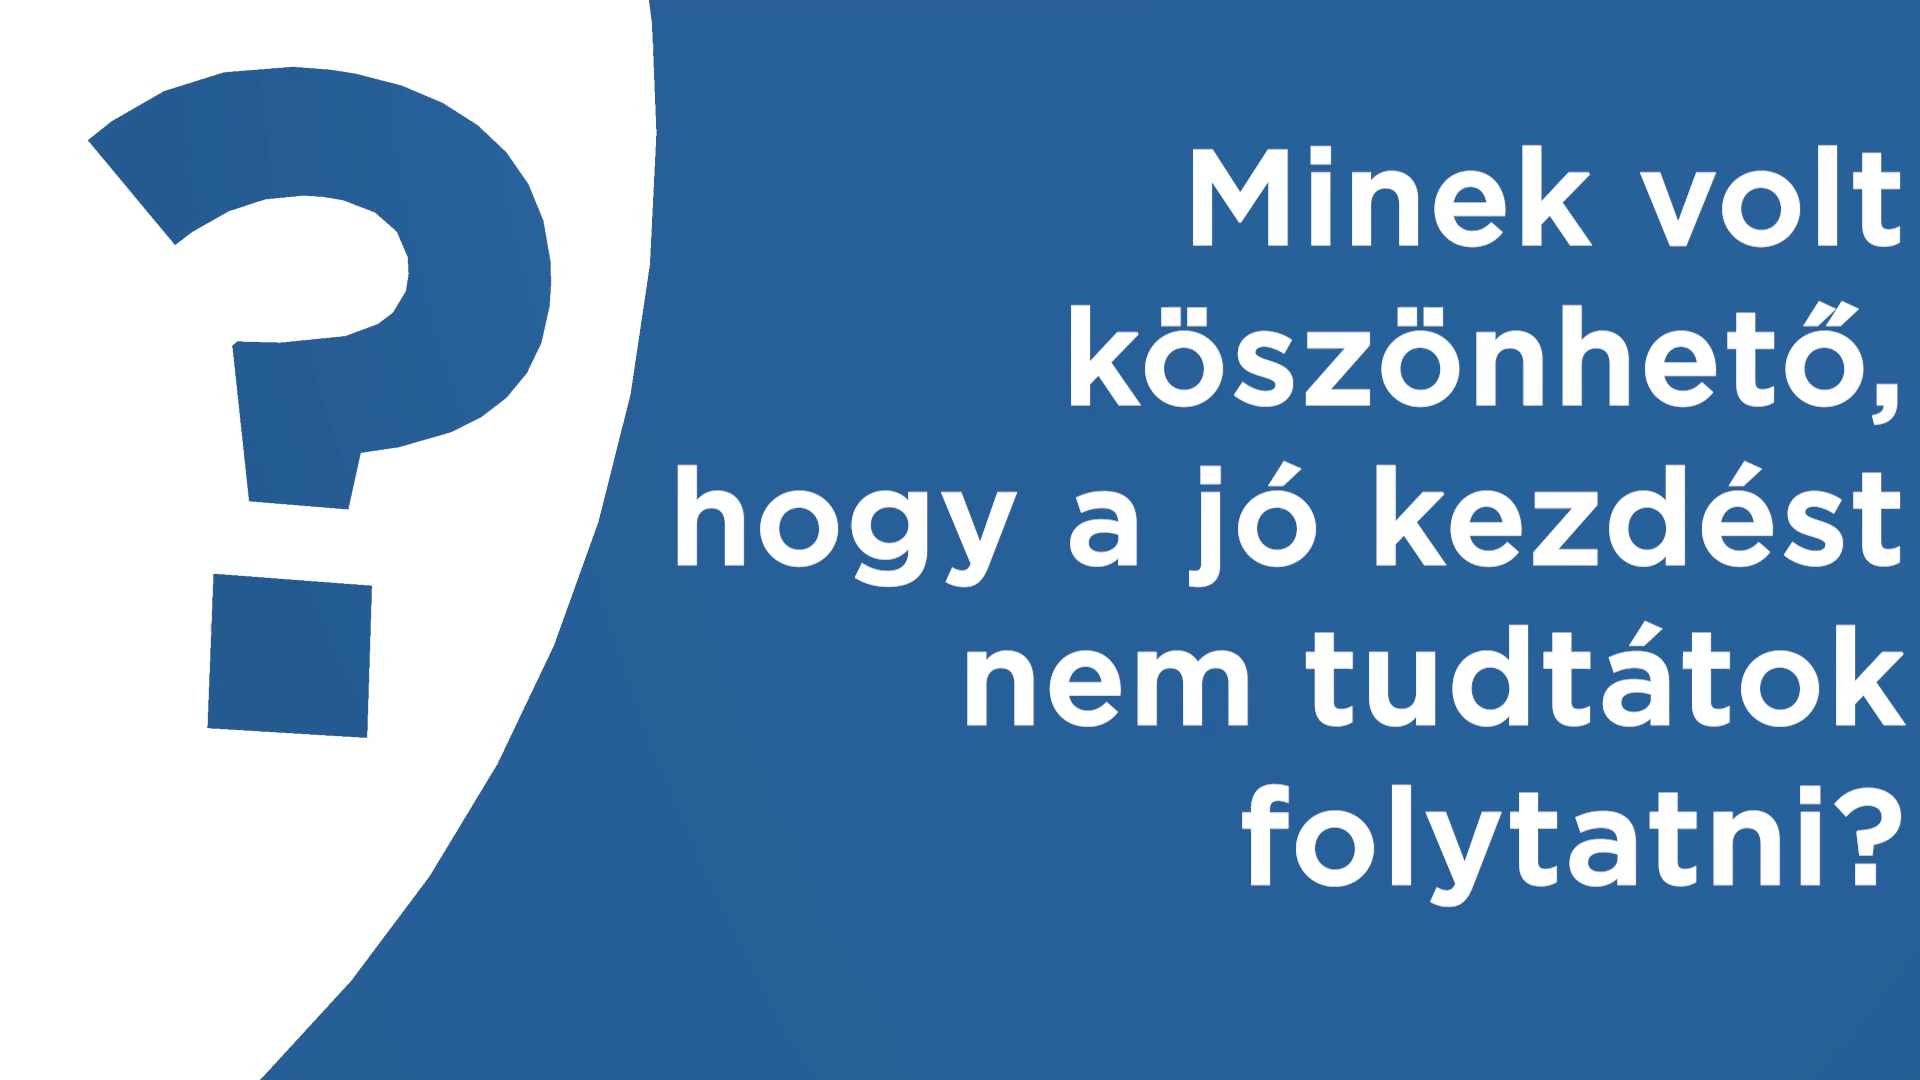 Minek volt
köszönhető,
hogy a jó kezdést
nem tudtátok
folytatni?